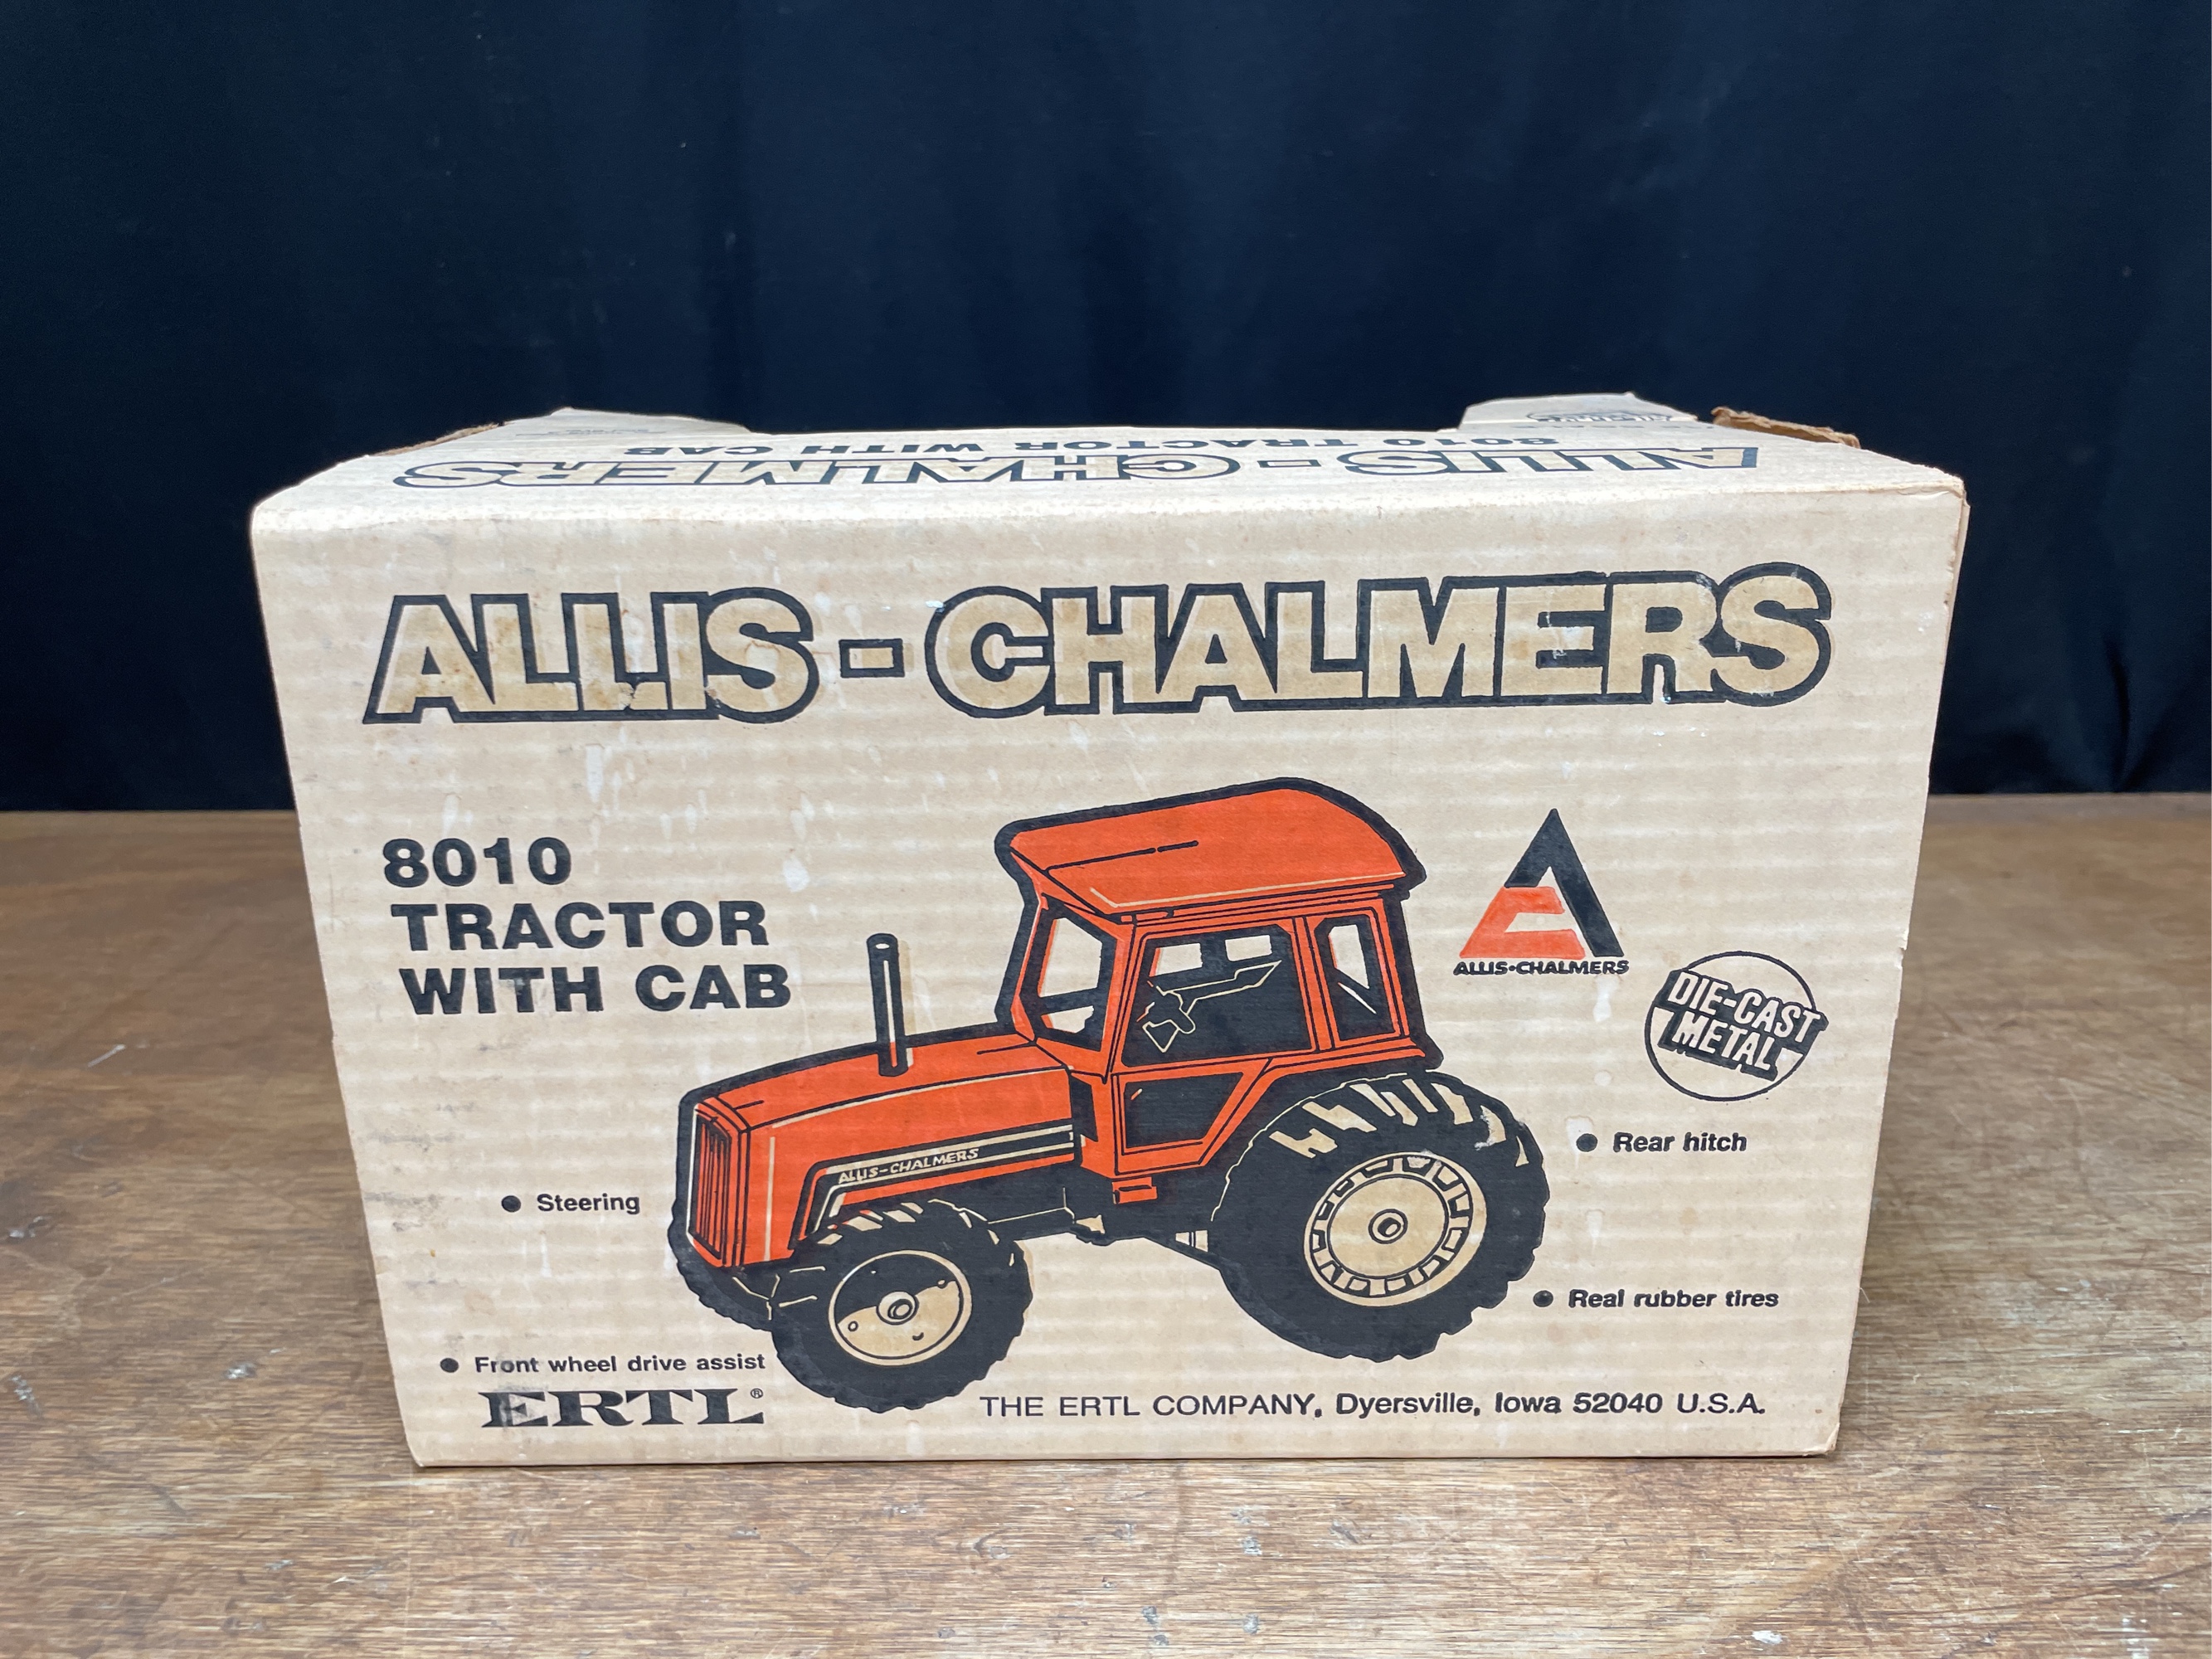 8010 TRACTOR WITH CAB
ALLIS-CHALMERS
ALLIS-CHALMERS
8010
TRACTOR
WITH CAB
ALLIS•CHALMERS
DIE-CAST
METAL
ALLIS-CHALMERS
● Rear hitch
● Steering
● Real rubber tires
● Front wheel drive assist
ERTL®
THE ERTL COMPANY, Dyersville, Iowa 52040 U.S.A.